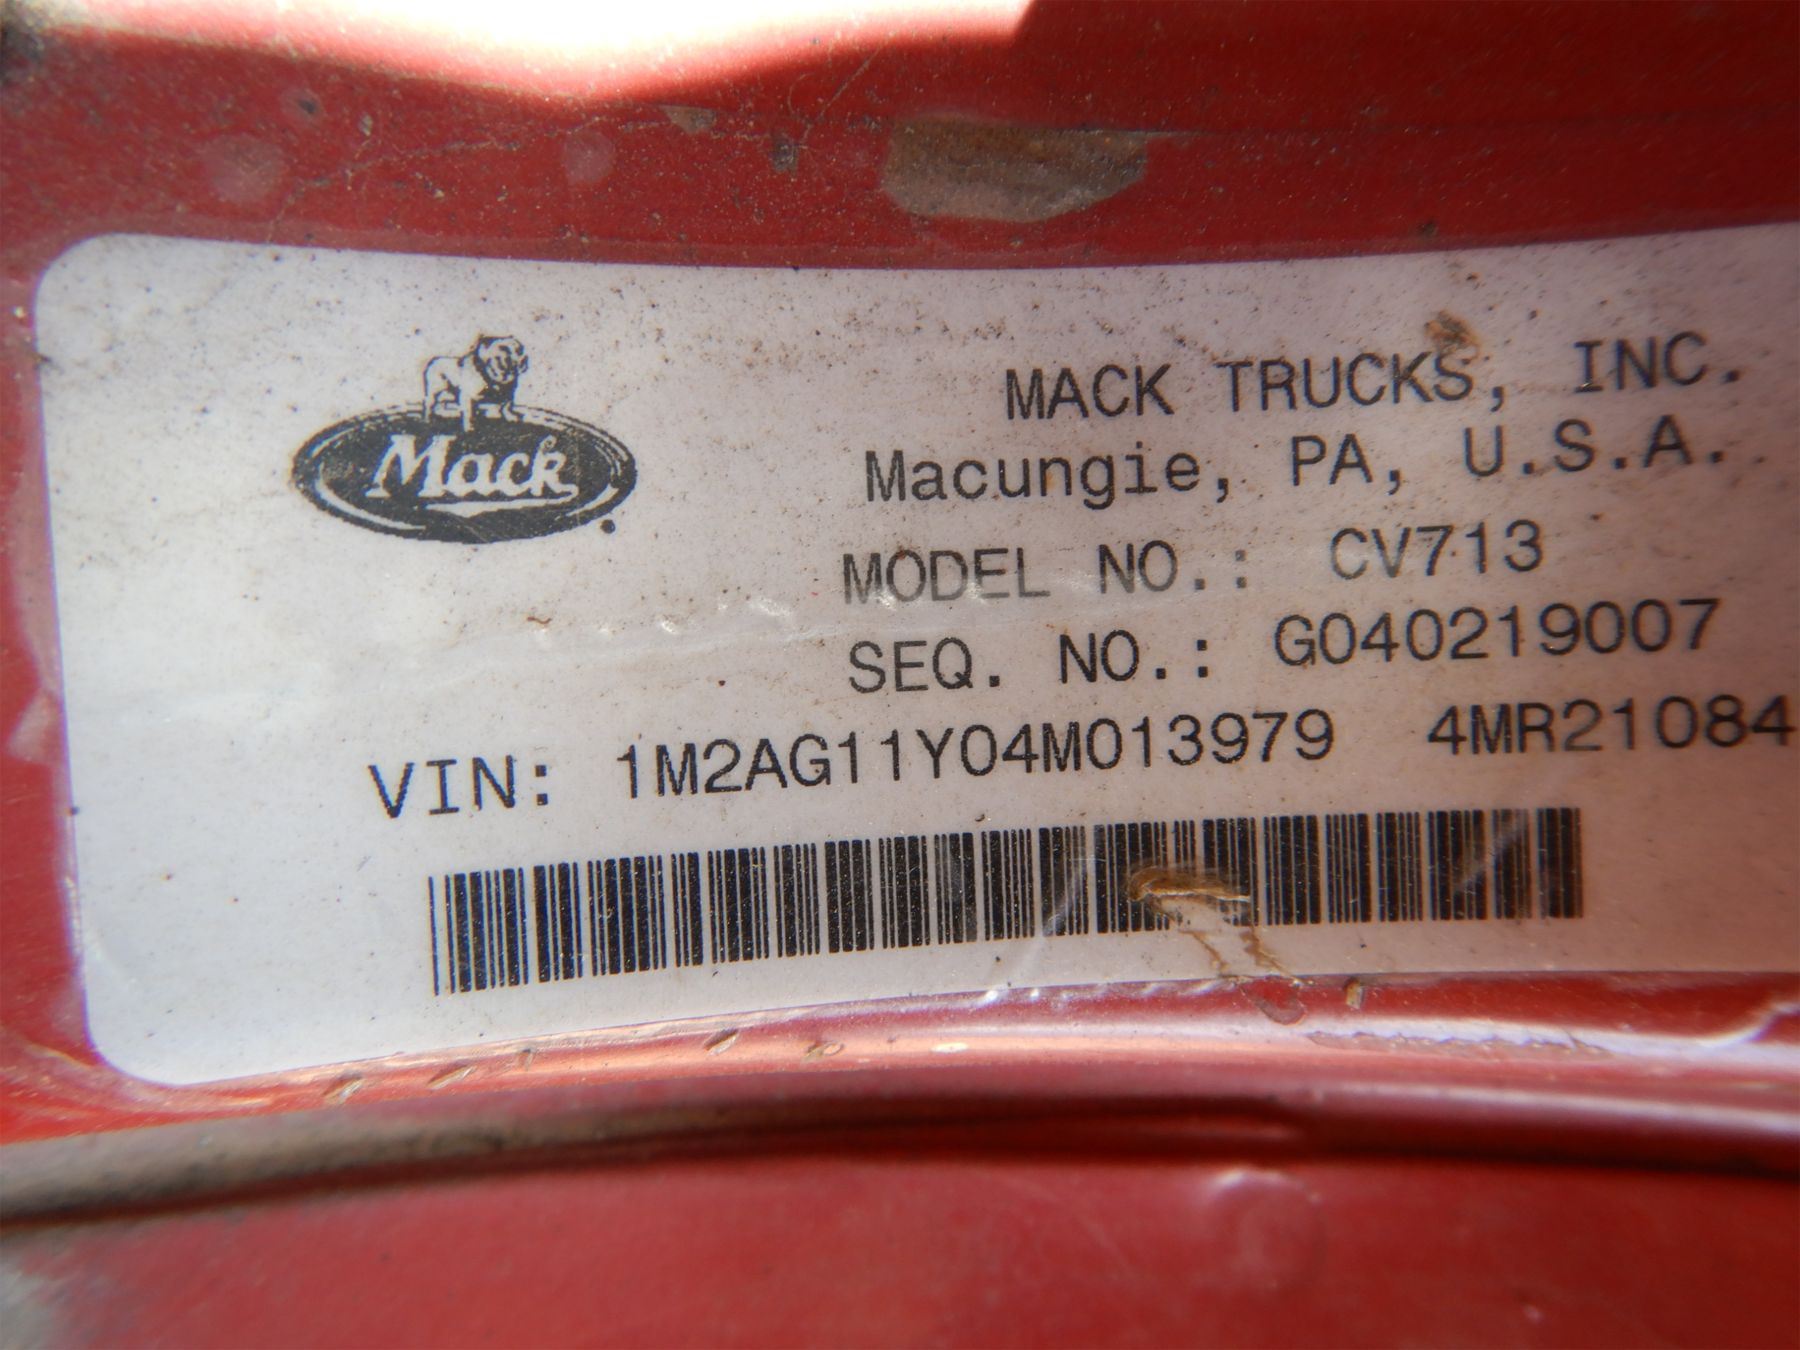 Mack
MACK TRUCKS, INC.
Macungie, PA, U.S.A.
MODEL NO.: CV713
SEQ. NO.: G040219007
VIN: 1M2AG11Y04M013979 4MR21084